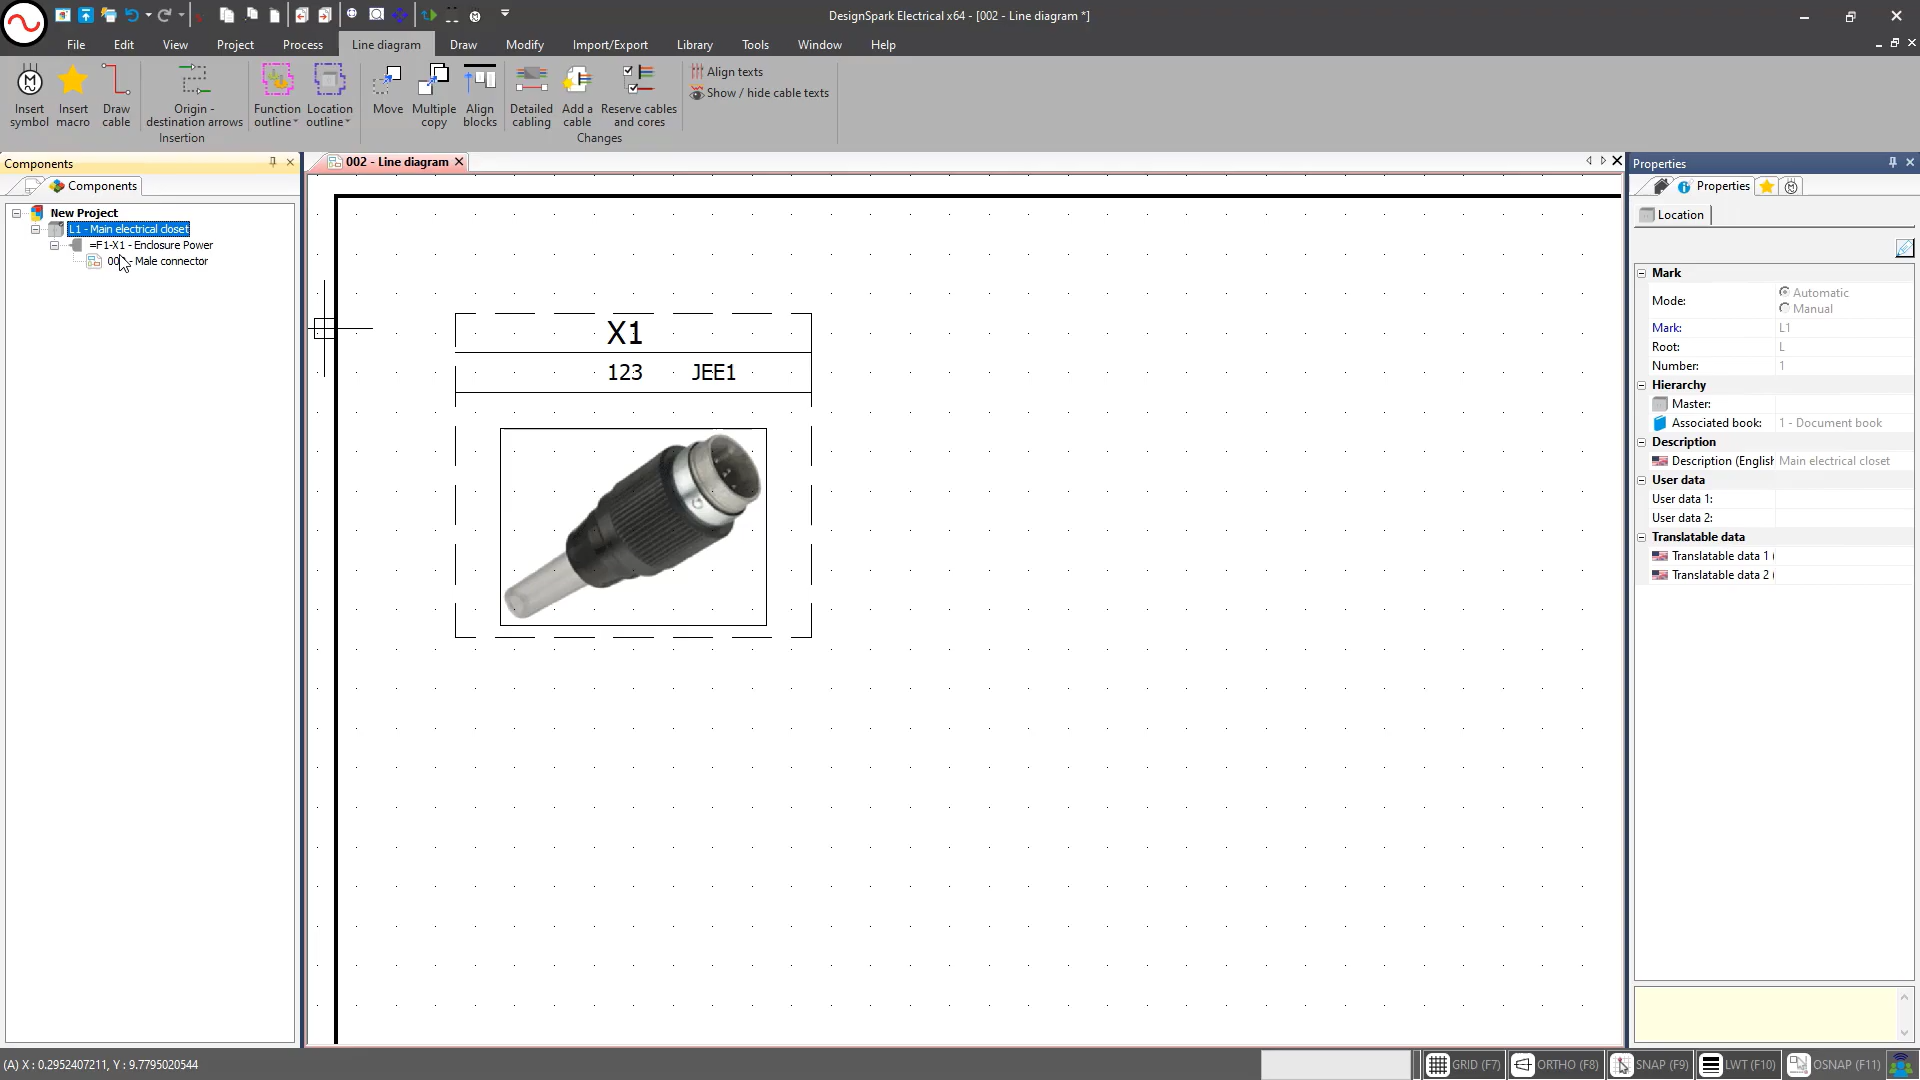 DesignSpark Electrical x64 - [002 - Line diagram *]
File Edit View Project Process Line diagram Draw Modify Import/Export Library Tools Window Help
Insert symbol
Insert macro
Draw cable
Origin - destination arrows
Insertion
Function outline
Location outline
Move
Multiple copy
Align blocks
Detailed cabling
Add a cable
Reserve cables and cores
Changes
Align texts
Show / hide cable texts
Components
Components
New Project
L1 - Main electrical closet
=F1-X1 - Enclosure Power
- Male connector
002 - Line diagram
X1
123 JEE1
Properties
Properties
Location
Mark
Mode: Automatic
Manual
Mark: L1
Root: L
Number: 1
Hierarchy
Master:
Associated book: 1 - Document book
Description
Description (English Main electrical closet
User data
User data 1:
User data 2:
Translatable data
Translatable data 1 (
Translatable data 2 (
(A) X : 0.2952407211, Y : 9.7795020544
GRID (F7) ORTHO (F8) SNAP (F9) LWT (F10) OSNAP (F11)